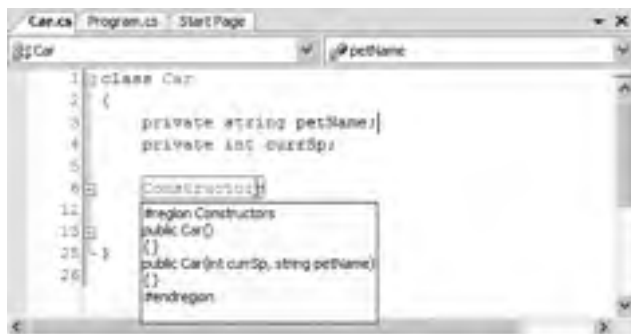 Car.cs Program.cs Start Page
Car petName
1 class Car
2 {
3 private string petName;
4 private int currSp;
5
6 Constructors
12 #region Constructors
public Car()
13 {}
25 } public Car(int currSp, string petName)
26 {}
#endregion